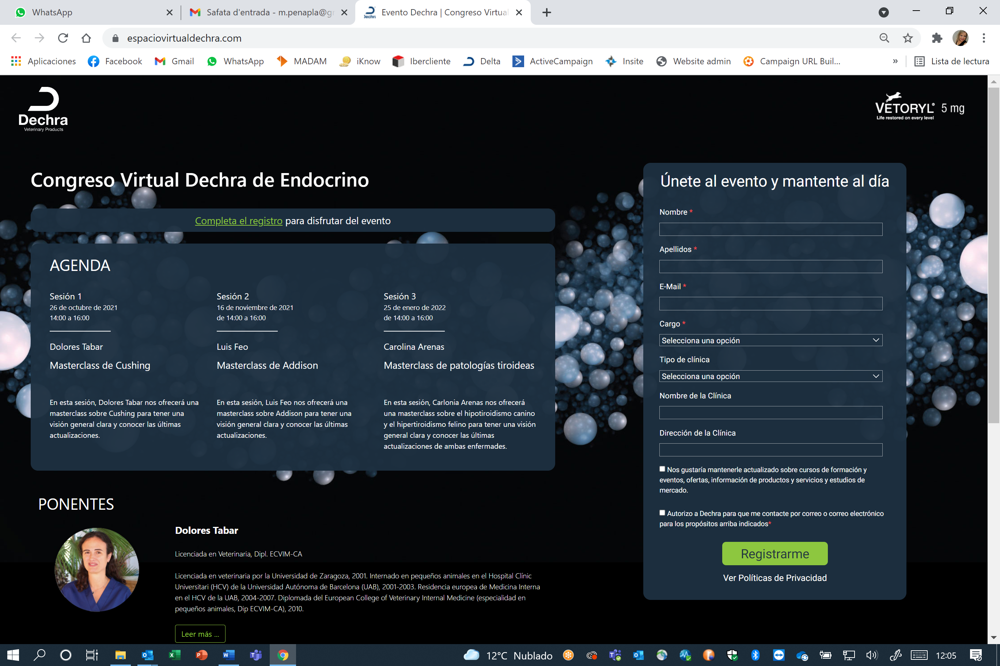 WhatsApp
Safata d'entrada - m.penapla@g
Evento Dechra | Congreso Virtual
espaciovirtualdechra.com
Aplicaciones
Facebook
Gmail
WhatsApp
MADAM
iKnow
Ibercliente
Delta
ActiveCampaign
Insite
Website admin
Campaign URL Buil...
»
Lista de lectura
Dechra
Veterinary Products
VETORYL® 5 mg
Life restored on every level
Congreso Virtual Dechra de Endocrino
Completa el registro para disfrutar del evento
AGENDA
Sesión 1
26 de octubre de 2021
14:00 a 16:00
Dolores Tabar
Masterclass de Cushing
En esta sesión, Dolores Tabar nos ofrecerá una
masterclass sobre Cushing para tener una
visión general clara y conocer las últimas
actualizaciones.
Sesión 2
16 de noviembre de 2021
de 14:00 a 16:00
Luis Feo
Masterclass de Addison
En esta sesión, Luis Feo nos ofrecerá una
masterclass sobre Addison para tener una
visión general clara y conocer las últimas
actualizaciones.
Sesión 3
25 de enero de 2022
de 14:00 a 16:00
Carolina Arenas
Masterclass de patologías tiroideas
En esta sesión, Carlonia Arenas nos ofrecerá
una masterclass sobre el hipotiroidismo canino
y el hipertiroidismo felino para tener una visión
general clara y conocer las últimas
actualizaciones de ambas enfermades.
PONENTES
Dolores Tabar
Licenciada en Veterinaria, Dipl. ECVIM-CA
Licenciada en veterinaria por la Universidad de Zaragoza, 2001. Internado en pequeños animales en el Hospital Clínic
Universitari (HCV) de la Universidad Autónoma de Barcelona (UAB), 2001-2003. Residencia europea de Medicina Interna
en el HCV de la UAB, 2004-2007. Diplomada del European College of Veterinary Internal Medicine (especialidad en
pequeños animales, Dip ECVIM-CA), 2010.
Leer más ...
Únete al evento y mantente al día
Nombre *
Apellidos *
E-Mail *
Cargo *
Selecciona una opción
Tipo de clínica
Selecciona una opción
Nombre de la Clínica
Dirección de la Clínica
Nos gustaría mantenerle actualizado sobre cursos de formación y
eventos, ofertas, información de productos y servicios y estudios de
mercado.
Autorizo a Dechra para que me contacte por correo o correo electrónico
para los propósitos arriba indicados*
Registrarme
Ver Políticas de Privacidad
12°C Nublado
12:05